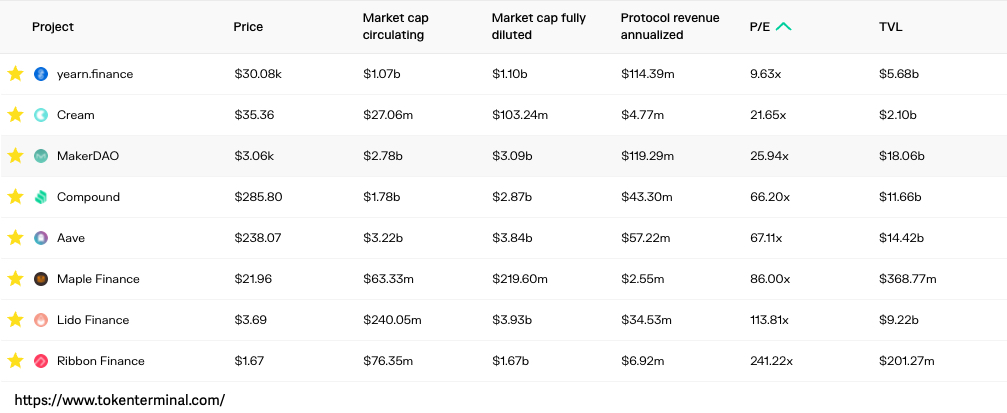 Project Price Market cap circulating Market cap fully diluted Protocol revenue annualized P/E TVL
yearn.finance $30.08k $1.07b $1.10b $114.39m 9.63x $5.68b
Cream $35.36 $27.06m $103.24m $4.77m 21.65x $2.10b
MakerDAO $3.06k $2.78b $3.09b $119.29m 25.94x $18.06b
Compound $285.80 $1.78b $2.87b $43.30m 66.20x $11.66b
Aave $238.07 $3.22b $3.84b $57.22m 67.11x $14.42b
Maple Finance $21.96 $63.33m $219.60m $2.55m 86.00x $368.77m
Lido Finance $3.69 $240.05m $3.93b $34.53m 113.81x $9.22b
Ribbon Finance $1.67 $76.35m $1.67b $6.92m 241.22x $201.27m
https://www.tokenterminal.com/